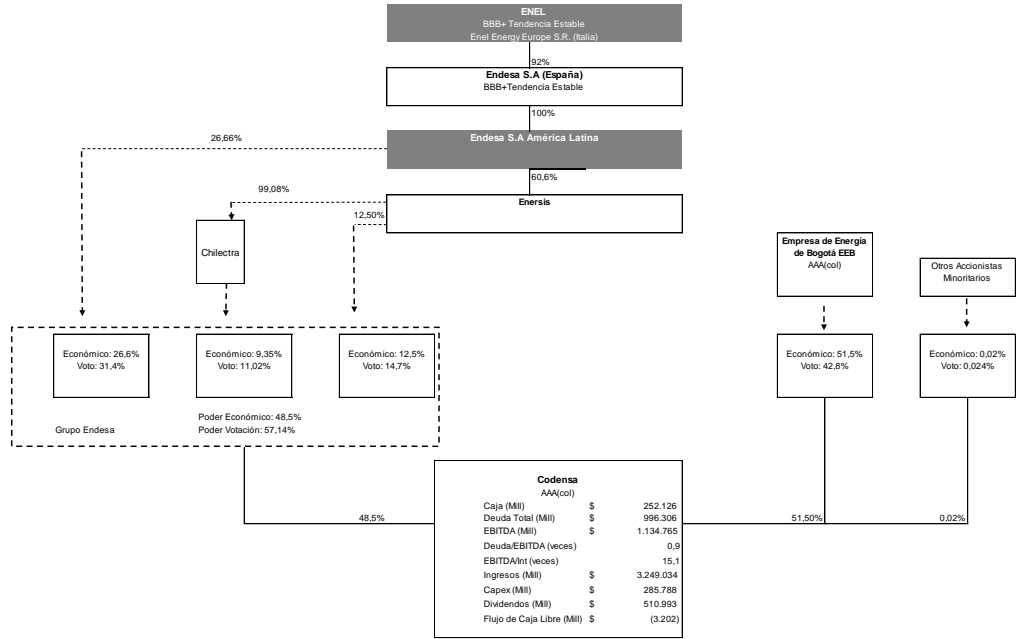 ENEL
BBB+ Tendencia Estable
Enel Energy Europe S.R. (Italia)
92%
Endesa S.A (España)
BBB+Tendencia Estable
100%
26,66%
Endesa S.A América Latina
60,6%
99,08%
Enersis
12,50%
Chilectra
Empresa de Energía
de Bogotá EEB
AAA(col)
Otros Accionistas
Minoritarios
Económico: 26,6%
Voto: 31,4%
Económico: 9,35%
Voto: 11,02%
Económico: 12,5%
Voto: 14,7%
Económico: 51,5%
Voto: 42,8%
Económico: 0,02%
Voto: 0,024%
Poder Económico: 48,5%
Grupo Endesa Poder Votación: 57,14%
Codensa
AAA(col)
Caja (Mill) $ 252.126
Deuda Total (Mill) $ 996.306
EBITDA (Mill) $ 1.134.765
Deuda/EBITDA (veces) 0,9
EBITDA/Int (veces) 15,1
Ingresos (Mill) $ 3.249.034
Capex (Mill) $ 285.788
Dividendos (Mill) $ 510.993
Flujo de Caja Libre (Mill) $ (3.202)
48,5%
51,50%
0,02%